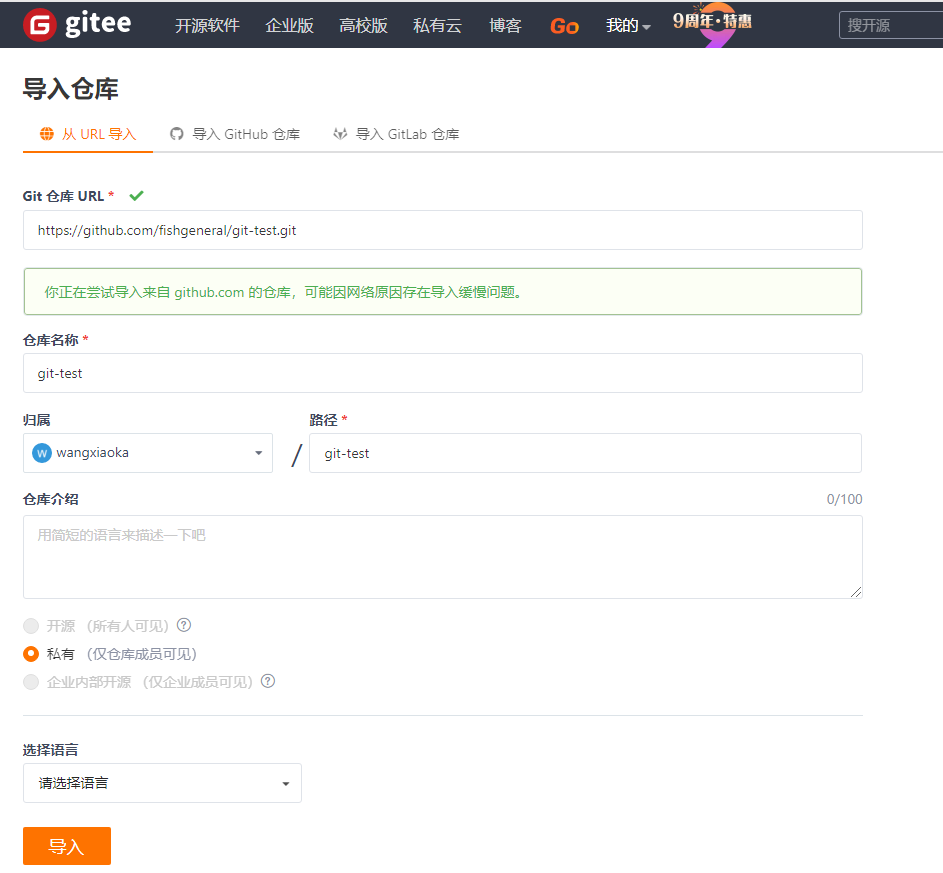 gitee 开源软件 企业版 高校版 私有云 博客 Go 我的 9周年·特惠 搜开源
导入仓库
从 URL 导入 导入 GitHub 仓库 导入 GitLab 仓库
Git 仓库 URL *
https://github.com/fishgeneral/git-test.git
你正在尝试导入来自 github.com 的仓库，可能因网络原因存在导入缓慢问题。
仓库名称 *
git-test
归属 路径 *
W wangxiaoka / git-test
仓库介绍 0/100
用简短的语言来描述一下吧
开源 （所有人可见） ?
私有 （仅仓库成员可见）
企业内部开源 （仅企业成员可见） ?
选择语言
请选择语言
导入